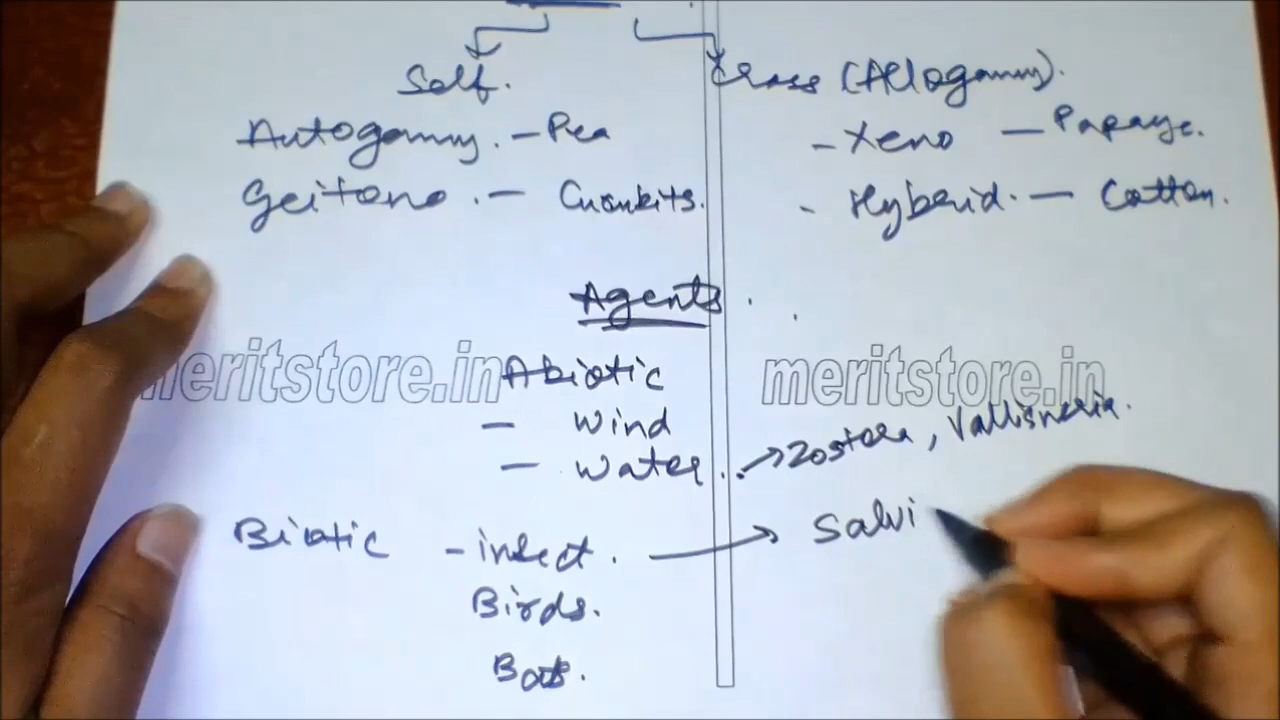 Self. Cross (Allogamy).
Autogamy. - Pea - Xeno - Papaye.
Geitono. - Cucurbits. - Hybrid. - Cotton.
Agents.
meritstore.in meritstore.in
Abiotic
- Wind
- Water. → Zostera, Vallisneria.
Biotic - insect. → Salvi
Birds.
Bats.